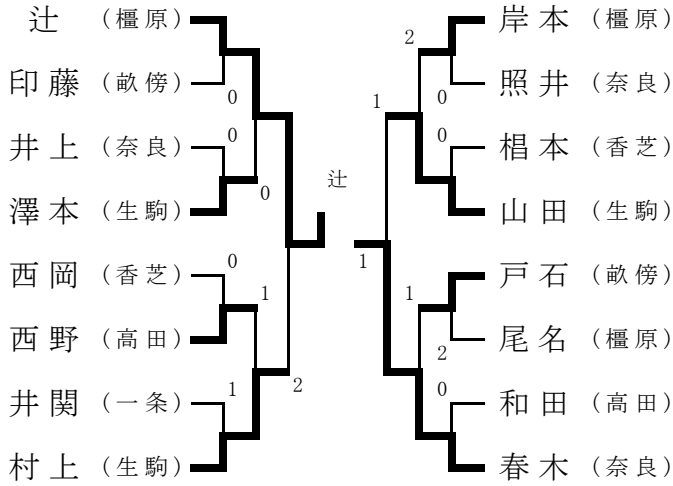 辻 (橿原)
印藤 (畝傍)
0
井上 (奈良)
0
澤本 (生駒)
0
西岡 (香芝)
0
西野 (高田)
1
井関 (一条)
1
村上 (生駒)
2
辻
1
岸本 (橿原)
2
照井 (奈良)
0
1
椙本 (香芝)
0
山田 (生駒)
戸石 (畝傍)
1
尾名 (橿原)
2
和田 (高田)
0
春木 (奈良)